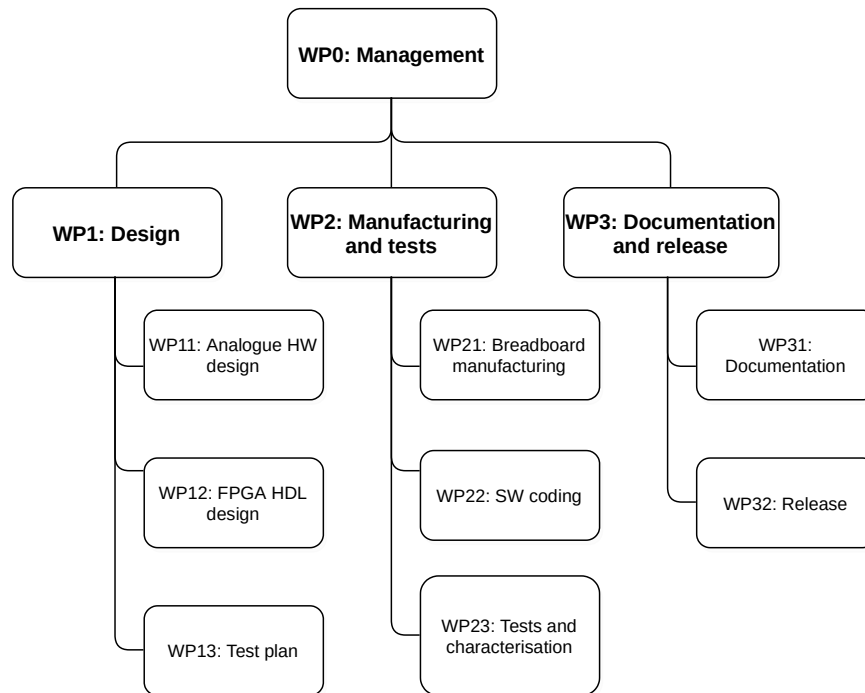 WP0: Management
WP1: Design
WP2: Manufacturing
and tests
WP3: Documentation
and release
WP11: Analogue HW
design
WP21: Breadboard
manufacturing
WP31:
Documentation
WP12: FPGA HDL
design
WP22: SW coding
WP32: Release
WP13: Test plan
WP23: Tests and
characterisation